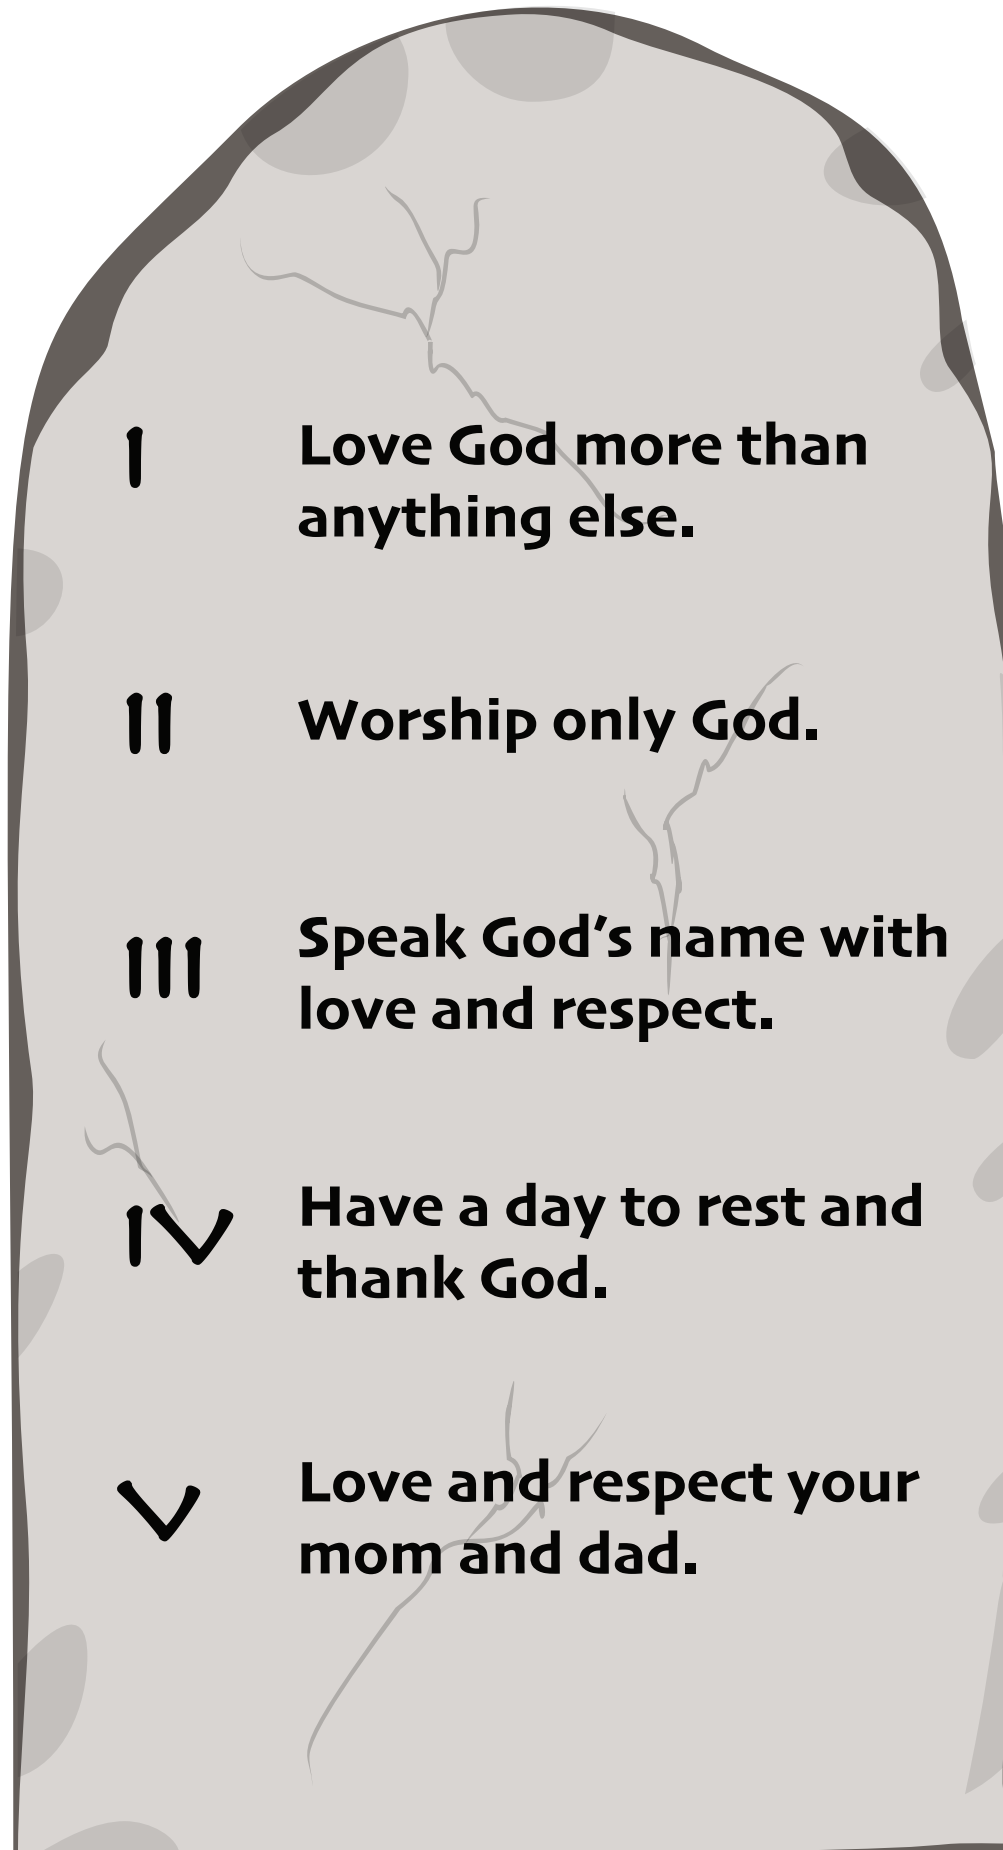 I Love God more than
anything else.
II Worship only God.
III Speak God's name with
love and respect.
IV Have a day to rest and
thank God.
V Love and respect your
mom and dad.